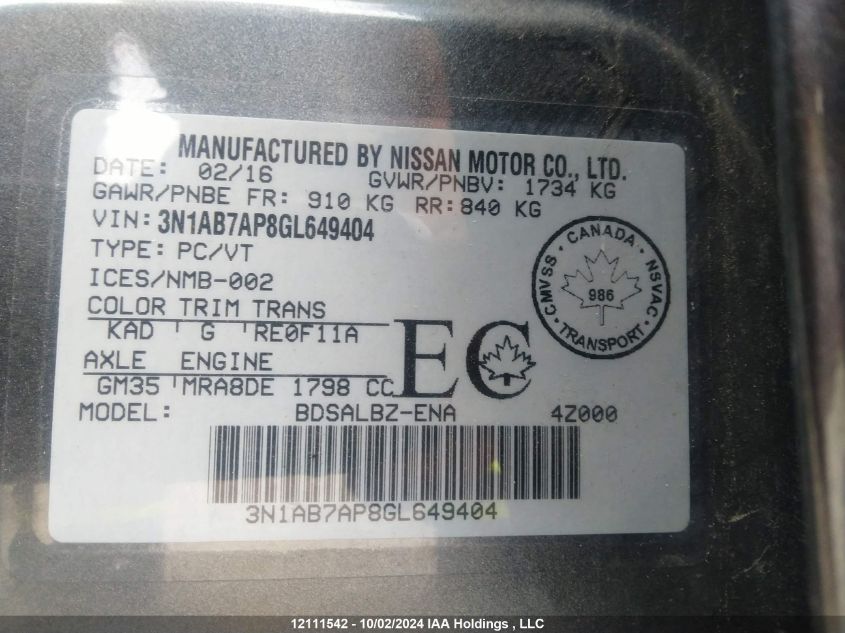 MANUFACTURED BY NISSAN MOTOR CO., LTD.
DATE: 02/16 GVWR/PNBV: 1734 KG
GAWR/PNBE FR: 910 KG RR:840 KG
VIN: 3N1AB7AP8GL649404
TYPE: PC/VT
ICES/NMB-002
COLOR TRIM TRANS
KAD G RE0F11A
AXLE ENGINE
GM35 MRA8DE 1798 CC
EC
CANADA
CMVSS · NSVAC
986
TRANSPORT
MODEL: BDSALBZ-ENA 4Z000
3N1AB7AP8GL649404
12111542 - 10/02/2024 IAA Holdings , LLC